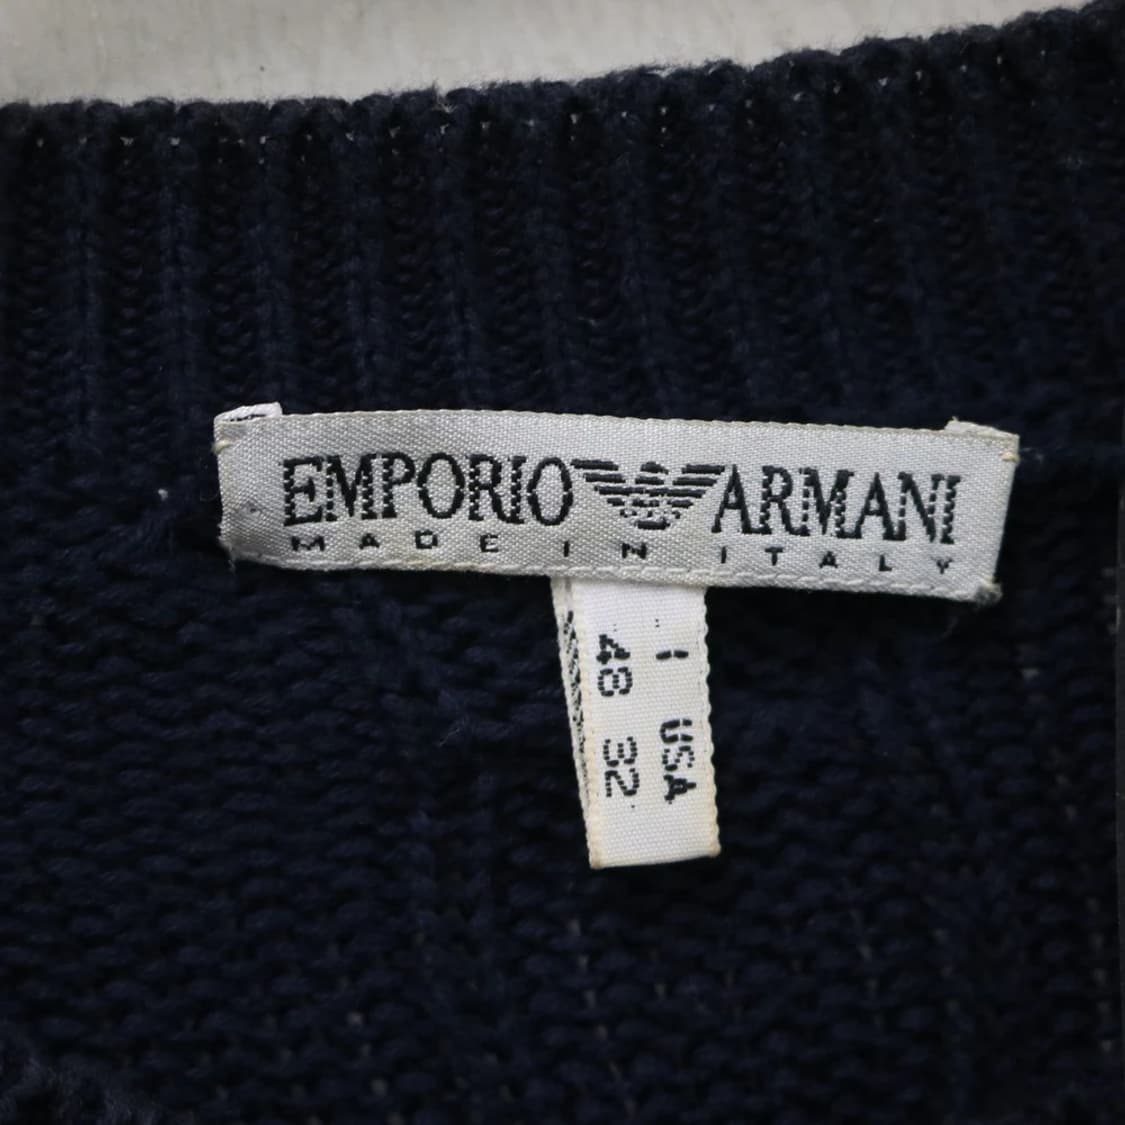 EMPORIO ARMANI
MADE IN ITALY
I USA
48 32